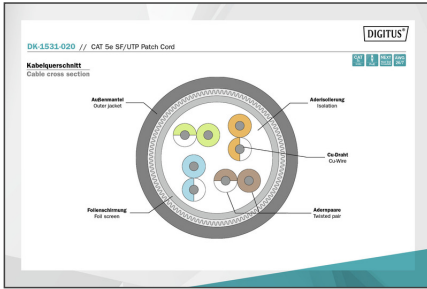 DIGITUS®
DK-1531-020 // CAT 5e SF/UTP Patch Cord
Kabelquerschnitt
Cable cross section
Außenmantel
Outer jacket
Aderisolierung
Isolation
Cu-Draht
Cu-Wire
Folienschirmung
Foil screen
Aderspaare
Twisted pair